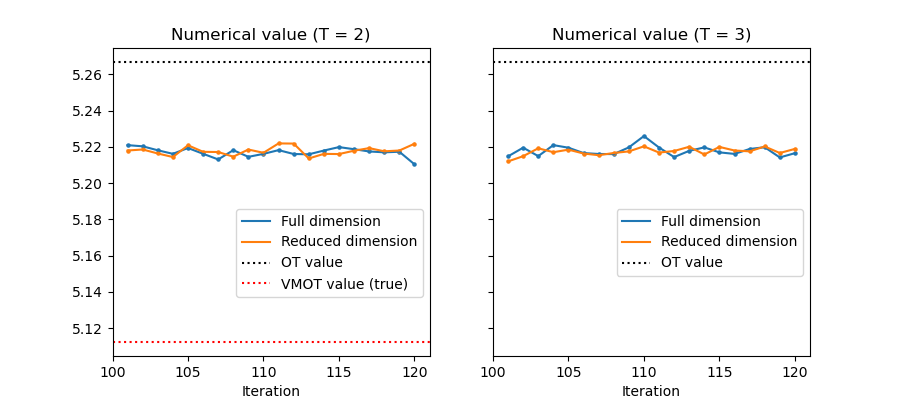 Numerical value (T = 2)
5.26
5.24
5.22
5.20
5.18
5.16
5.14
5.12
Full dimension
Reduced dimension
OT value
VMOT value (true)
100 105 110 115 120
Iteration
Numerical value (T = 3)
Full dimension
Reduced dimension
OT value
100 105 110 115 120
Iteration